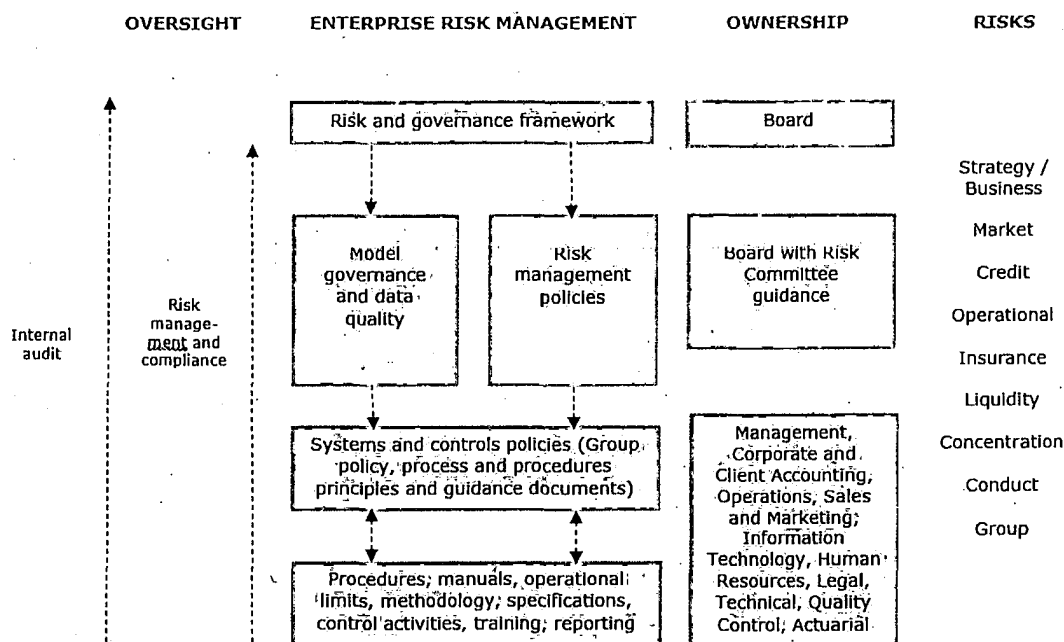 OVERSIGHT ENTERPRISE RISK MANAGEMENT OWNERSHIP RISKS
Internal
audit
Risk
manage-
ment and
compliance
Risk and governance framework
Model
governance
and data
quality
Risk
management
policies
Systems and controls policies (Group
policy, process and procedures
principles and guidance documents)
Procedures, manuals, operational
limits, methodology; specifications,
control activities, training; reporting
Board
Board with Risk
Committee
guidance
Management,
Corporate and
Client Accounting,
Operations, Sales
and Marketing;
Information
Technology, Human
Resources, Legal,
Technical, Quality
Control; Actuarial
Strategy /
Business
Market
Credit
Operational
Insurance
Liquidity
Concentration
Conduct
Group